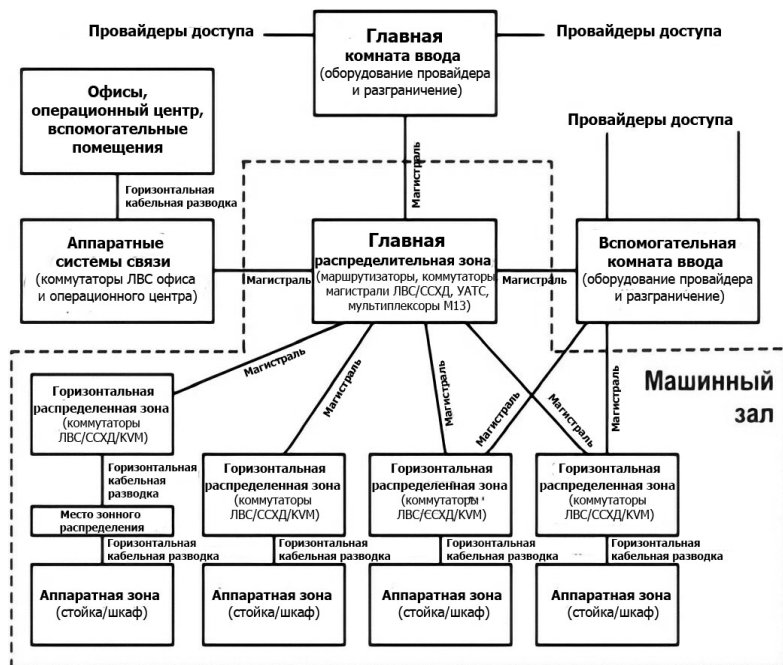 Провайдеры доступа
Главная
комната ввода
(оборудование провайдера
и разграничение)
Провайдеры доступа
Офисы,
операционный центр,
вспомогательные
помещения
Провайдеры доступа
Магистраль
Горизонтальная
кабельная разводка
Аппаратные
системы связи
(коммутаторы ЛВС офиса
и операционного центра)
Магистраль
Главная
распределительная зона
(маршрутизаторы, коммутаторы
магистрали ЛВС/ССХД, УАТС,
мультиплексоры М13)
Магистраль
Вспомогательная
комната ввода
(оборудование провайдера
и разграничение)
Магистраль
Магистраль
Магистраль
Магистраль
Магистраль
Магистраль
Машинный
зал
Горизонтальная
распределенная зона
(коммутаторы
ЛВС/ССХД/KVM)
Горизонтальная
кабельная
разводка
Место зонного
распределения
Горизонтальная
распределенная зона
(коммутаторы
ЛВС/ССХД/KVM)
Горизонтальная
распределенная зона
(коммутаторы
ЛВС/ЄСХД/KVM)
Горизонтальная
распределенная зона
(коммутаторы
ЛВС/ССХД/KVM)
Горизонтальная
кабельная разводка
Горизонтальная
кабельная разводка
Горизонтальная
кабельная разводка
Горизонтальная
кабельная разводка
Аппаратная зона
(стойка/шкаф)
Аппаратная зона
(стойка/шкаф)
Аппаратная зона
(стойка/шкаф)
Аппаратная зона
(стойка/шкаф)